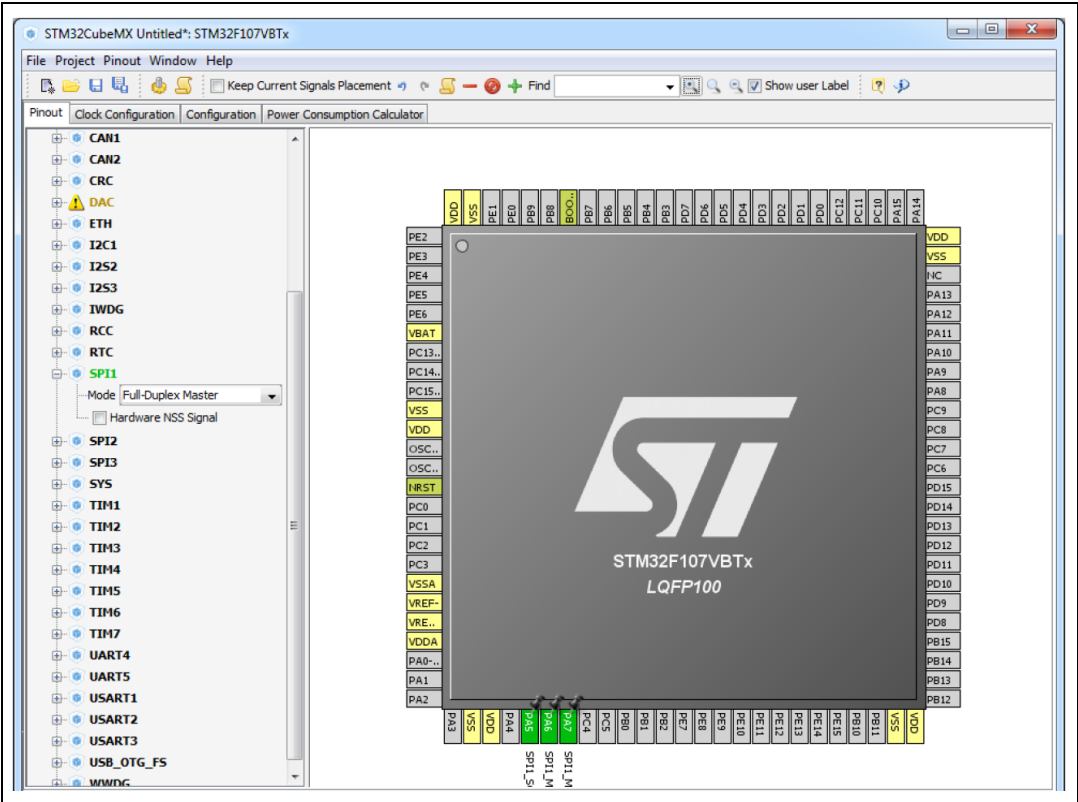 STM32CubeMX Untitled*: STM32F107VBTx
File Project Pinout Window Help
Keep Current Signals Placement Find Show user Label
Pinout Clock Configuration Configuration Power Consumption Calculator
CAN1
CAN2
CRC
DAC
ETH
I2C1
I2S2
I2S3
IWDG
RCC
RTC
SPI1
Mode Full-Duplex Master
Hardware NSS Signal
SPI2
SPI3
SYS
TIM1
TIM2
TIM3
TIM4
TIM5
TIM6
TIM7
UART4
UART5
USART1
USART2
USART3
USB_OTG_FS
WWDG
VDD VSS PE1 PE0 PB9 PB8 BOO.. PB7 PB6 PB5 PB4 PB3 PD7 PD6 PD5 PD4 PD3 PD2 PD1 PD0 PC12 PC11 PC10 PA15 PA14
PE2
PE3
PE4
PE5
PE6
VBAT
PC13..
PC14..
PC15..
VSS
VDD
OSC..
OSC..
NRST
PC0
PC1
PC2
PC3
VSSA
VREF-
VRE..
VDDA
PA0-..
PA1
PA2
STM32F107VBTx
LQFP100
VDD
VSS
NC
PA13
PA12
PA11
PA10
PA9
PA8
PC9
PC8
PC7
PC6
PD15
PD14
PD13
PD12
PD11
PD10
PD9
PD8
PB15
PB14
PB13
PB12
PA3 VSS VDD PA4 PA5 PA6 PA7 PC4 PC5 PB0 PB1 PB2 PE7 PE8 PE9 PE10 PE11 PE12 PE13 PE14 PE15 PB10 PB11 VSS VDD
SPI1_S
SPI1_M
SPI1_M